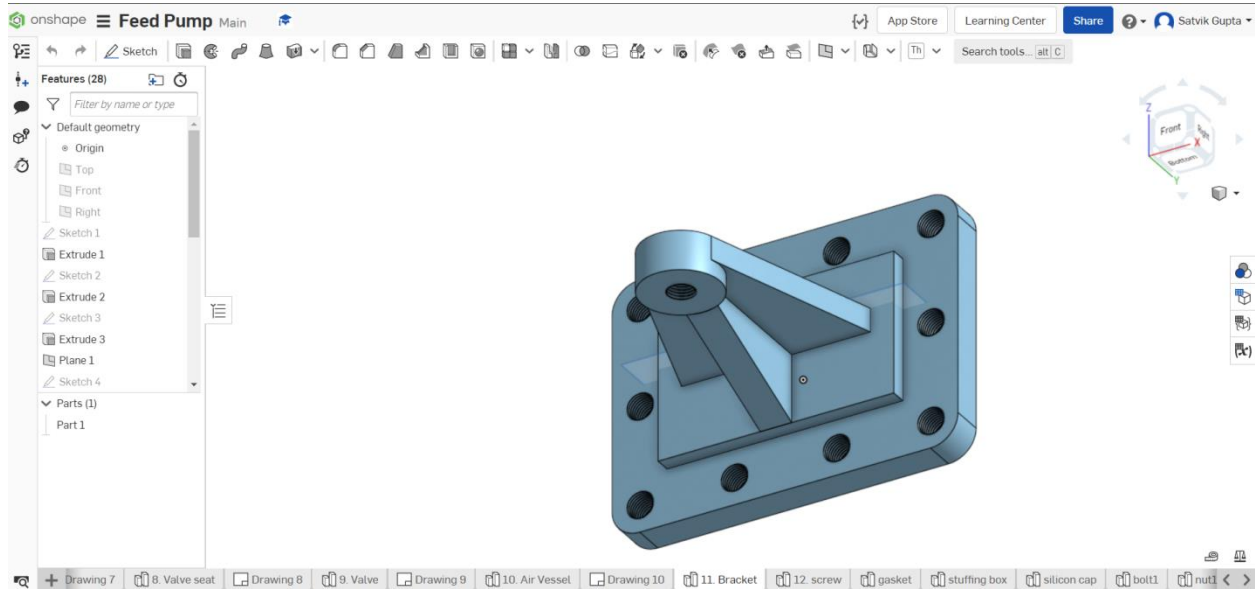 onshape Feed Pump Main App Store Learning Center Share Satvik Gupta
Sketch Th Search tools... alt C
Features (28)
Filter by name or type
Default geometry
Origin
Top
Front
Right
Sketch 1
Extrude 1
Sketch 2
Extrude 2
Sketch 3
Extrude 3
Plane 1
Sketch 4
Parts (1)
Part 1
Z
Front Right
X
Bottom
Y
(x)
Drawing 7 8. Valve seat Drawing 8 9. Valve Drawing 9 10. Air Vessel Drawing 10 11. Bracket 12. screw gasket stuffing box silicon cap bolt1 nut1